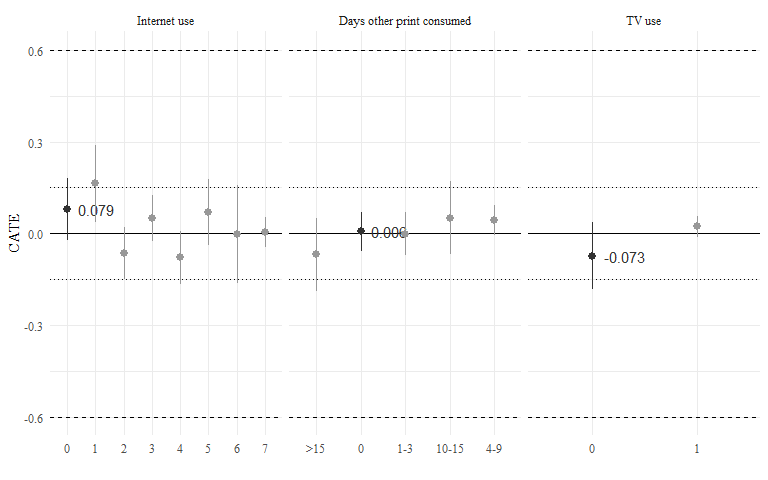 Internet use Days other print consumed TV use
0.6
0.3
0.079
0.006
0.0
CATE
-0.073
-0.3
-0.6
0 1 2 3 4 5 6 7 >15 0 1-3 10-15 4-9 0 1